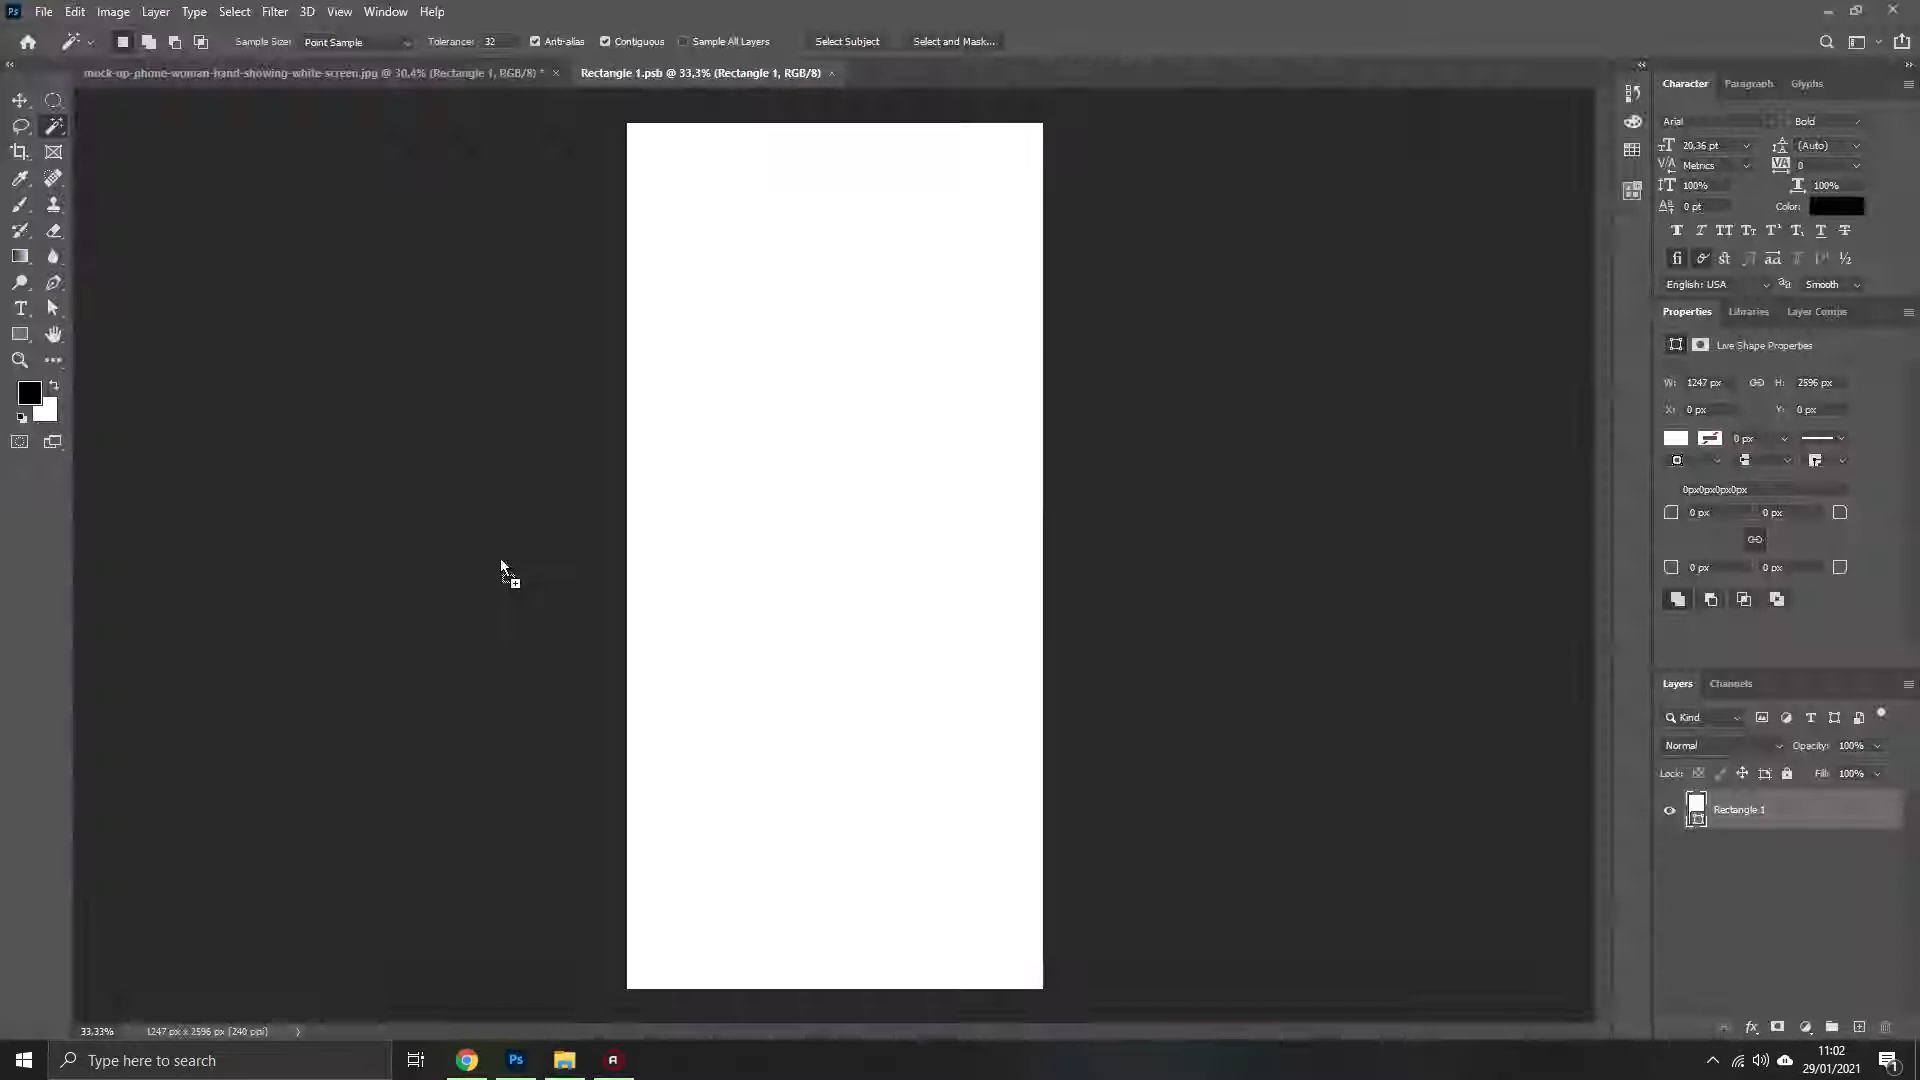 Ps File Edit Image Layer Type Select Filter 3D View Window Help
Sample Size: Point Sample Tolerance: 32 Anti-alias Contiguous Sample All Layers Select Subject Select and Mask...
mock-up-phone-woman-hand-showing-white-screen.jpg @ 30,4% (Rectangle 1, RGB/8) * × Rectangle 1.psb @ 33,3% (Rectangle 1, RGB/8) ×
Character Paragraph Glyphs
Arial Bold
20,36 pt (Auto)
Metrics 0
100% 100%
0 pt Color:
English: USA aa Smooth
Properties Libraries Layer Comps
Live Shape Properties
W: 1247 px H: 2596 px
X: 0 px Y: 0 px
0 px
0px0px0px0px
0 px 0 px
0 px 0 px
Layers Channels
Kind
Normal Opacity: 100%
Lock: Fill: 100%
Rectangle 1
fx
33,33% 1247 px x 2596 px (240 ppi)
Type here to search
Ps
11:02
29/01/2021
1